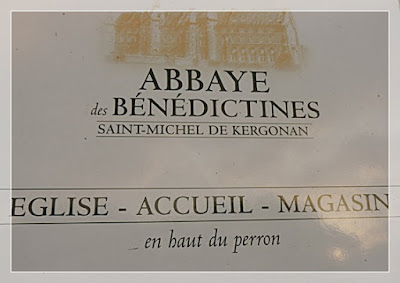 ABBAYE
des BÉNÉDICTINES
SAINT-MICHEL DE KERGONAN
EGLISE - ACCUEIL - MAGASIN
en haut du perron